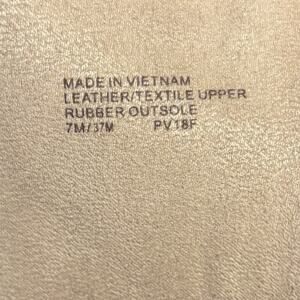 MADE IN VIETNAM
LEATHER/TEXTILE UPPER
RUBBER OUTSOLE
7M/37M PV18F